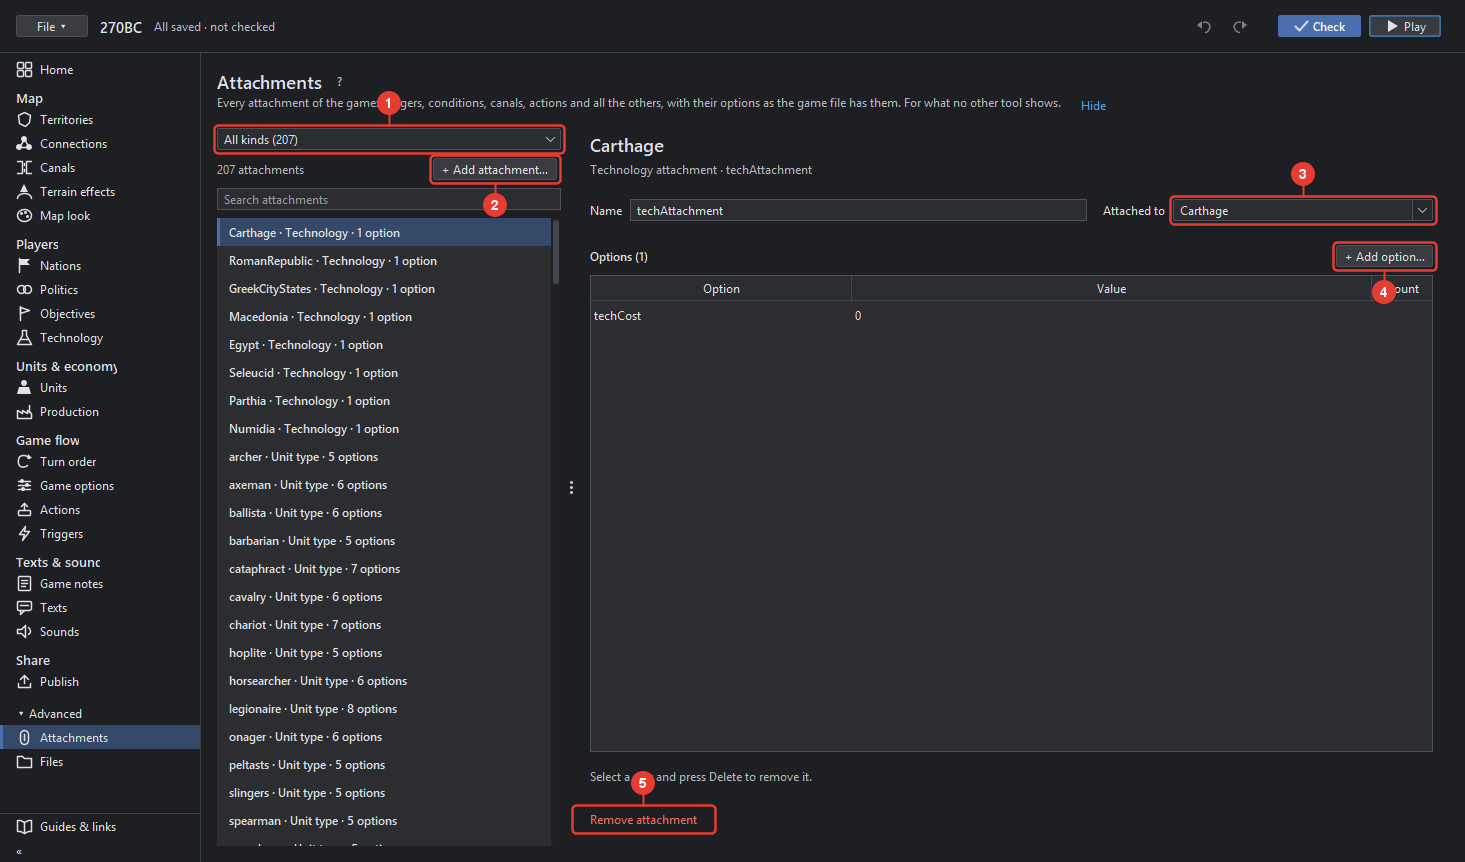 File
270BC
All saved · not checked
Check
Play
Home
Map
Territories
Connections
Canals
Terrain effects
Map look
Players
Nations
Politics
Objectives
Technology
Units & economy
Units
Production
Game flow
Turn order
Game options
Actions
Triggers
Texts & sound
Game notes
Texts
Sounds
Share
Publish
Advanced
Attachments
Files
Guides & links
«
Attachments ?
Every attachment of the game, conditions, canals, actions and all the others, with their options as the game file has them. For what no other tool shows. Hide
1
All kinds (207)
207 attachments
+ Add attachment...
2
Search attachments
Carthage · Technology · 1 option
RomanRepublic · Technology · 1 option
GreekCityStates · Technology · 1 option
Macedonia · Technology · 1 option
Egypt · Technology · 1 option
Seleucid · Technology · 1 option
Parthia · Technology · 1 option
Numidia · Technology · 1 option
archer · Unit type · 5 options
axeman · Unit type · 6 options
ballista · Unit type · 6 options
barbarian · Unit type · 5 options
cataphract · Unit type · 7 options
cavalry · Unit type · 6 options
chariot · Unit type · 7 options
hoplite · Unit type · 5 options
horsearcher · Unit type · 6 options
legionaire · Unit type · 8 options
onager · Unit type · 6 options
peltasts · Unit type · 5 options
slingers · Unit type · 5 options
spearman · Unit type · 5 options
Carthage
Technology attachment · techAttachment
3
Name techAttachment
Attached to Carthage
Options (1)
+ Add option...
4
Option Value
techCost 0
Select a and press Delete to remove it.
5
Remove attachment